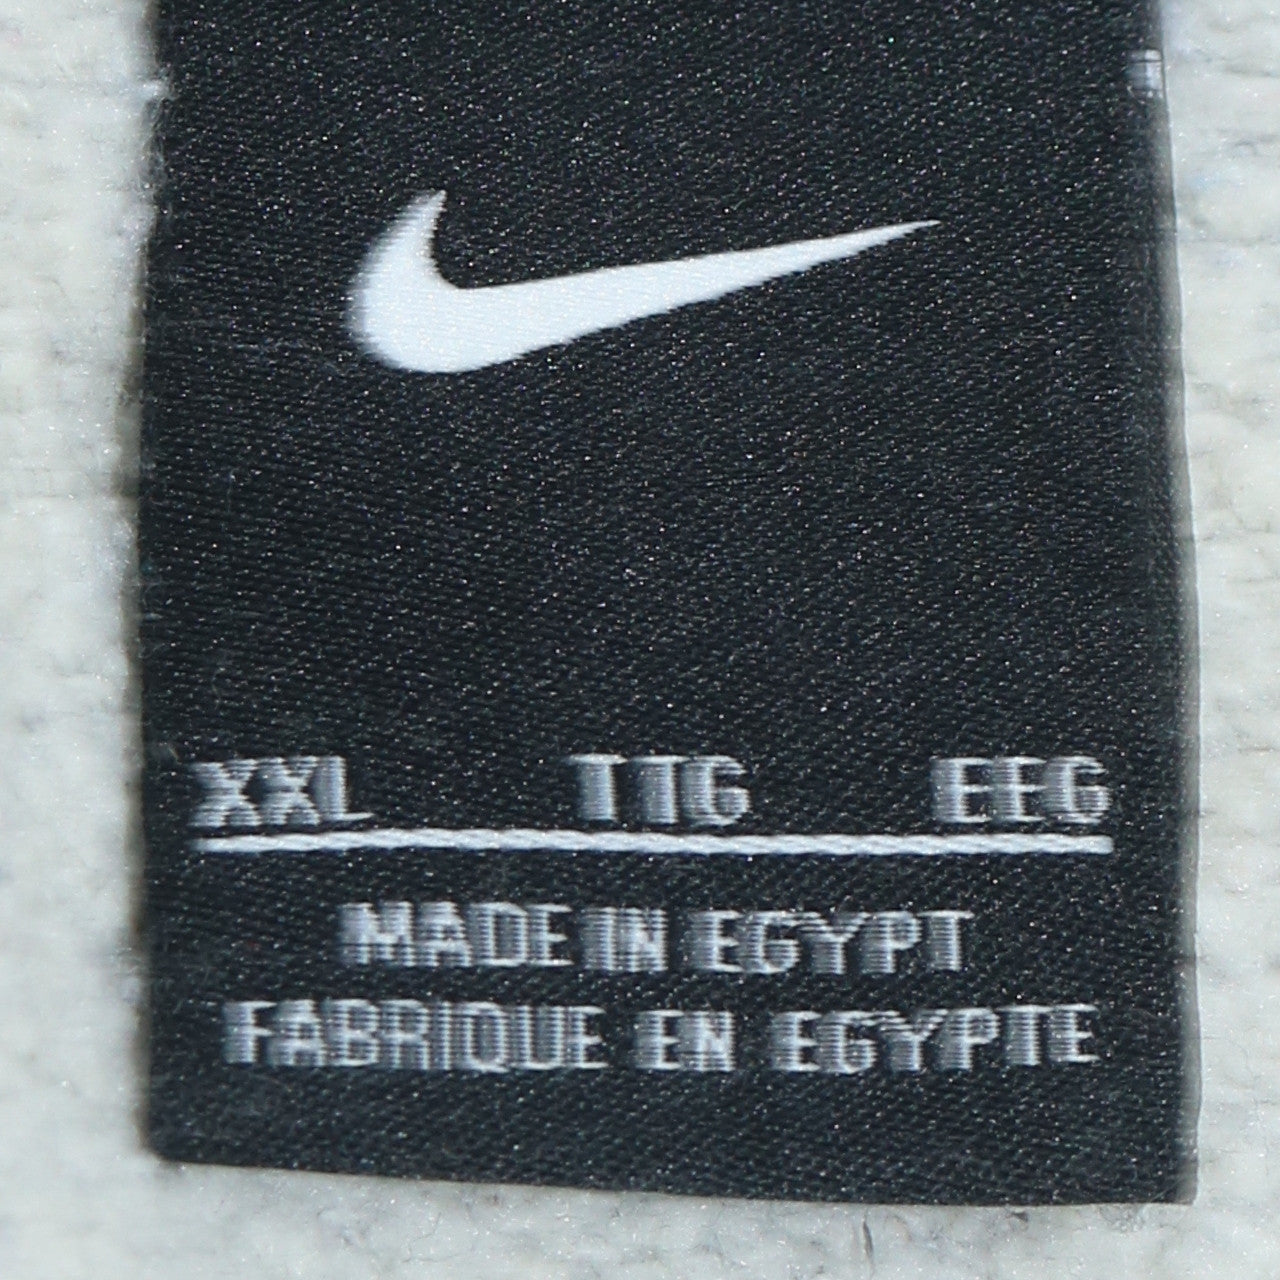 XXL TTG EEG
MADE IN EGYPT
FABRIQUE EN EGYPTE